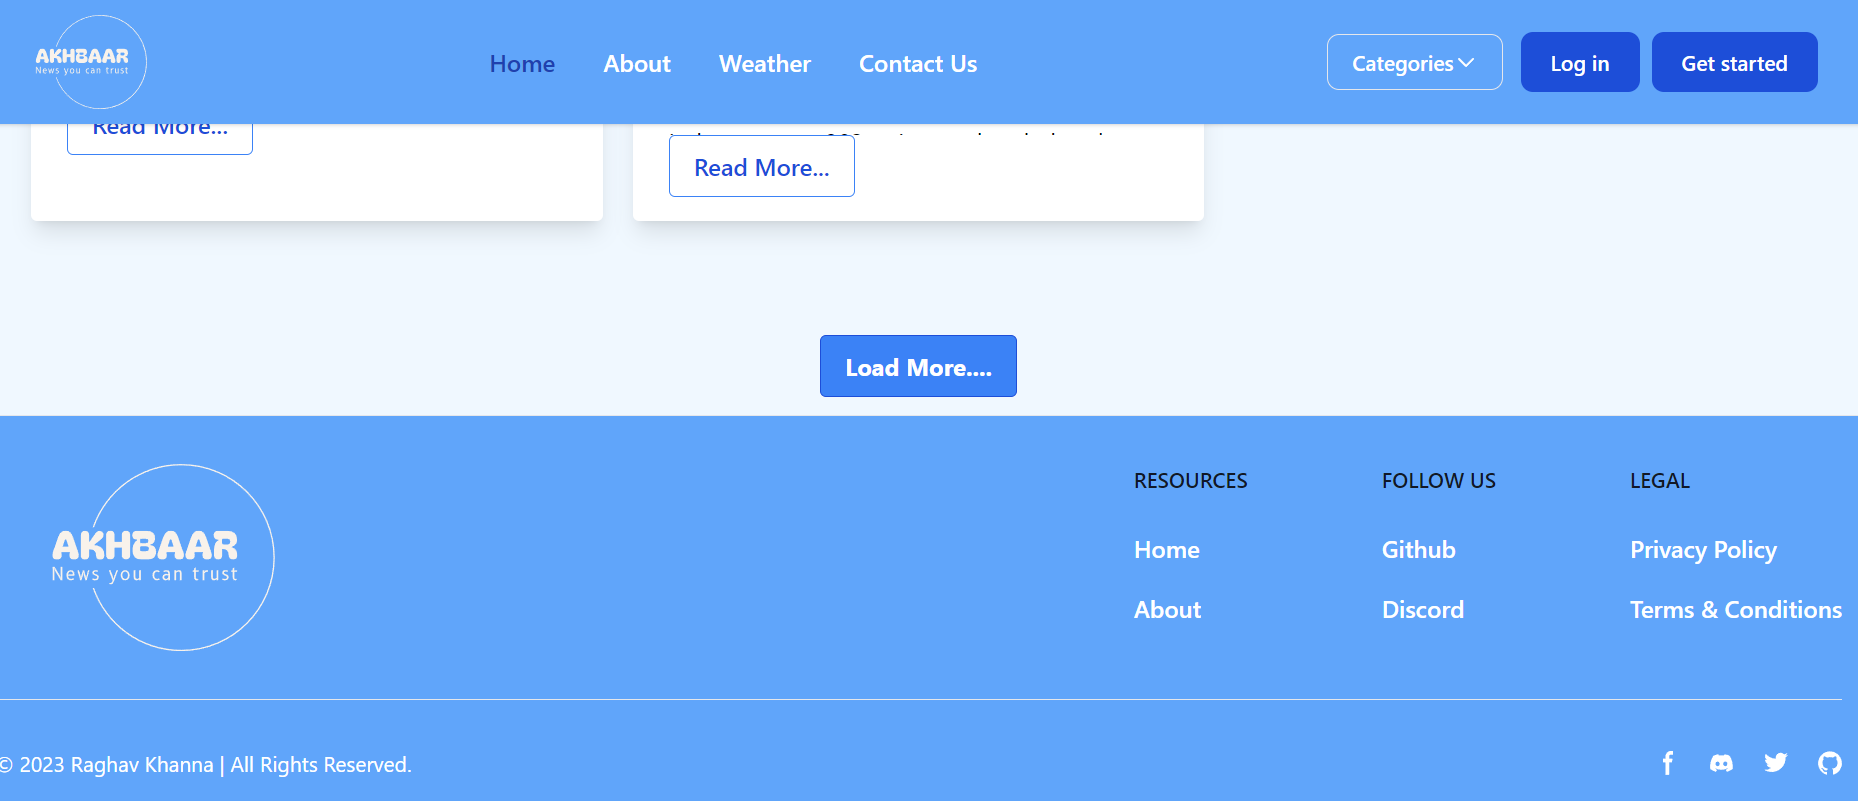 AKHBAAR
News you can trust
Home About Weather Contact Us Categories Log in Get started
Read More...
Read More...
Load More....
AKHBAAR
News you can trust
RESOURCES FOLLOW US LEGAL
Home Github Privacy Policy
About Discord Terms & Conditions
© 2023 Raghav Khanna | All Rights Reserved.